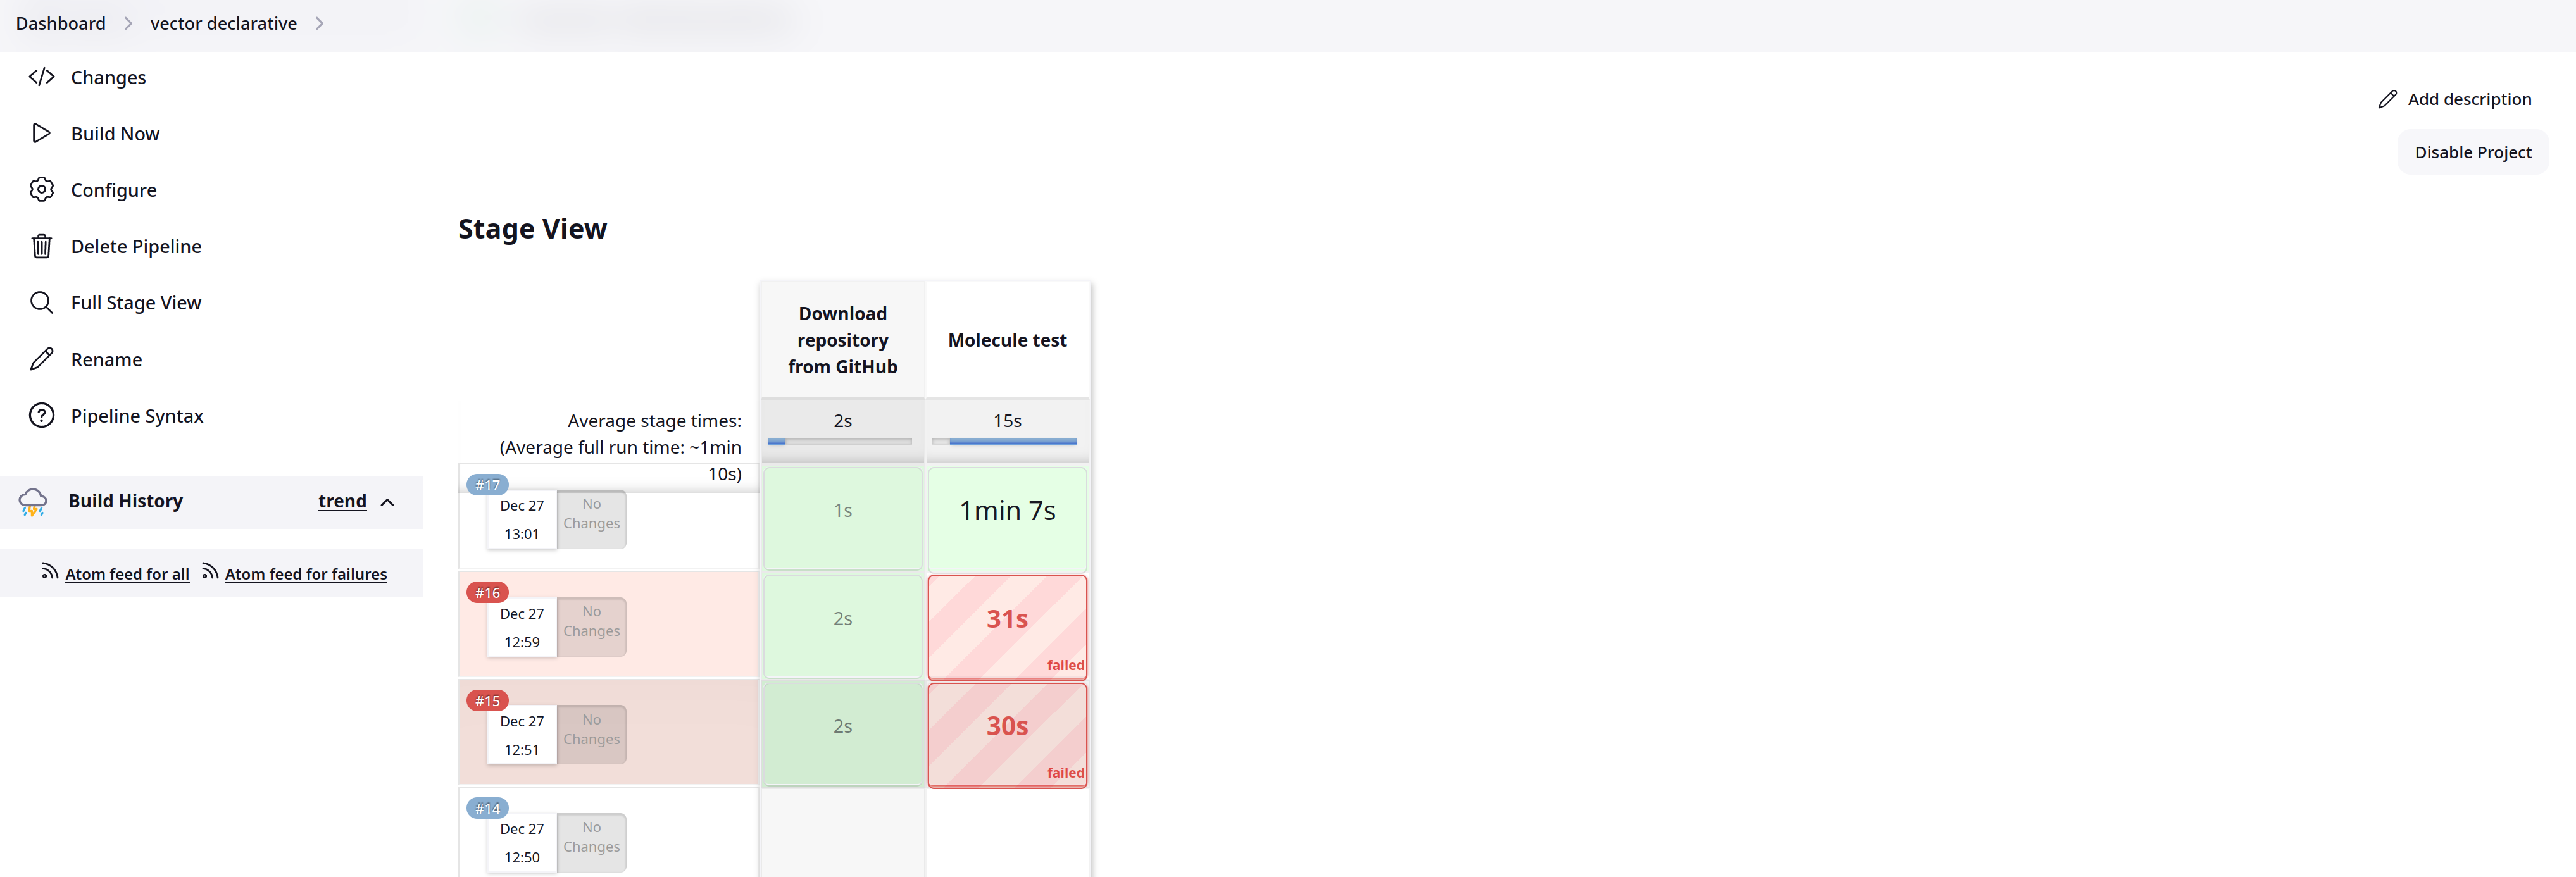 Dashboard
vector declarative
Changes
Build Now
Configure
Delete Pipeline
Full Stage View
Rename
Pipeline Syntax
Build History
trend
Atom feed for all
Atom feed for failures
Add description
Disable Project
Stage View
Download
repository
from GitHub
Molecule test
Average stage times:
(Average full run time: ~1min
10s)
2s
15s
#17
Dec 27
13:01
No
Changes
1s
1min 7s
#16
Dec 27
12:59
No
Changes
2s
31s
failed
#15
Dec 27
12:51
No
Changes
2s
30s
failed
#14
Dec 27
12:50
No
Changes